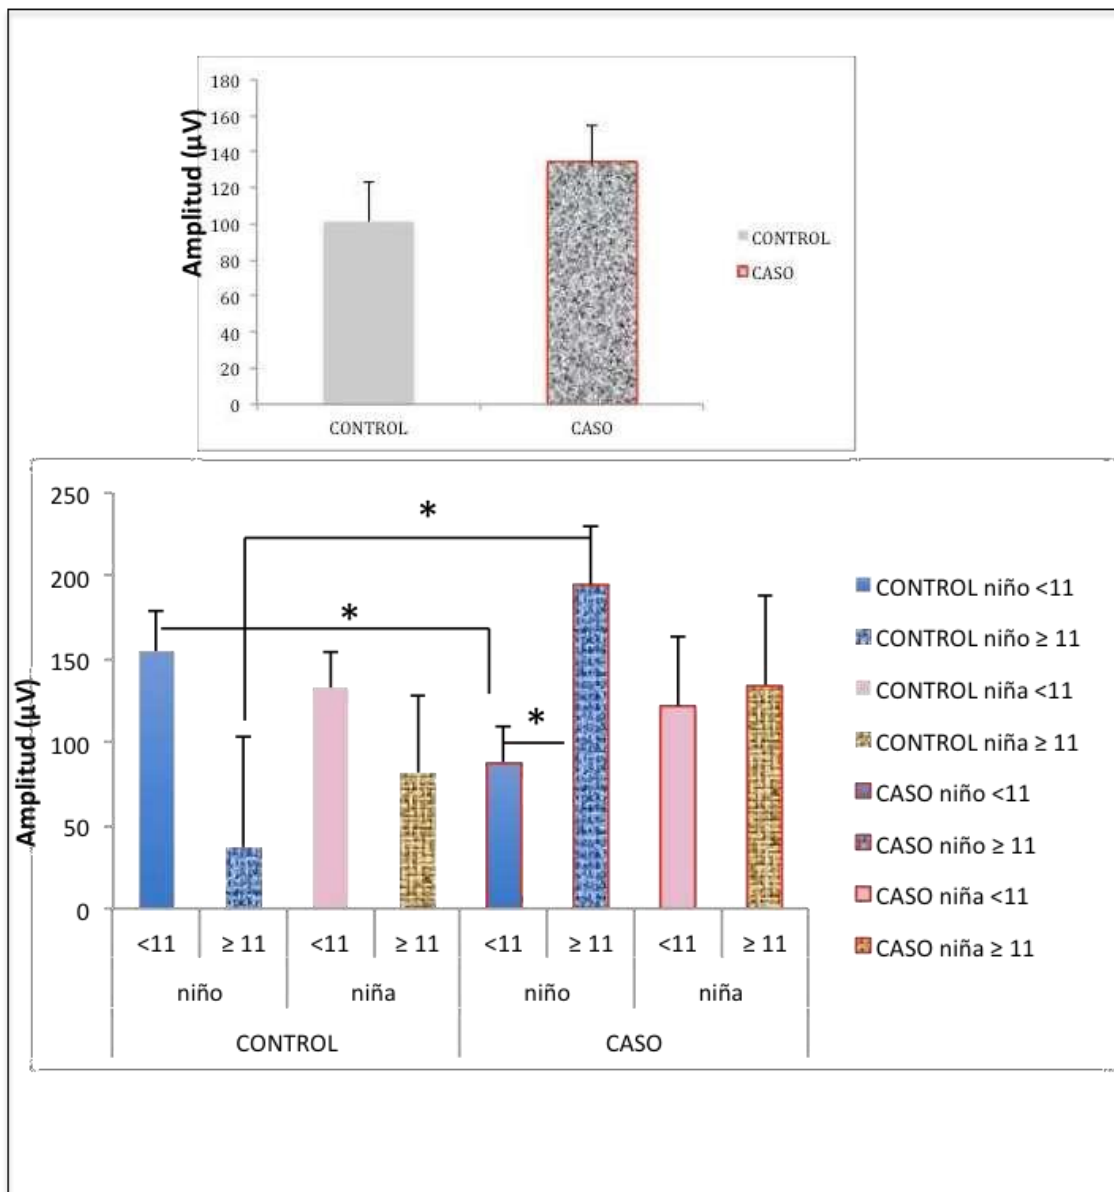 Amplitud (µV)
180
160
140
120
100
80
60
40
20
0
CONTROL
CASO
CONTROL
CASO
Amplitud (µV)
250
200
150
100
50
0
*
*
*
<11
≥ 11
<11
≥ 11
<11
≥ 11
<11
≥ 11
niño
niña
niño
niña
CONTROL
CASO
CONTROL niño <11
CONTROL niño ≥ 11
CONTROL niña <11
CONTROL niña ≥ 11
CASO niño <11
CASO niño ≥ 11
CASO niña <11
CASO niña ≥ 11